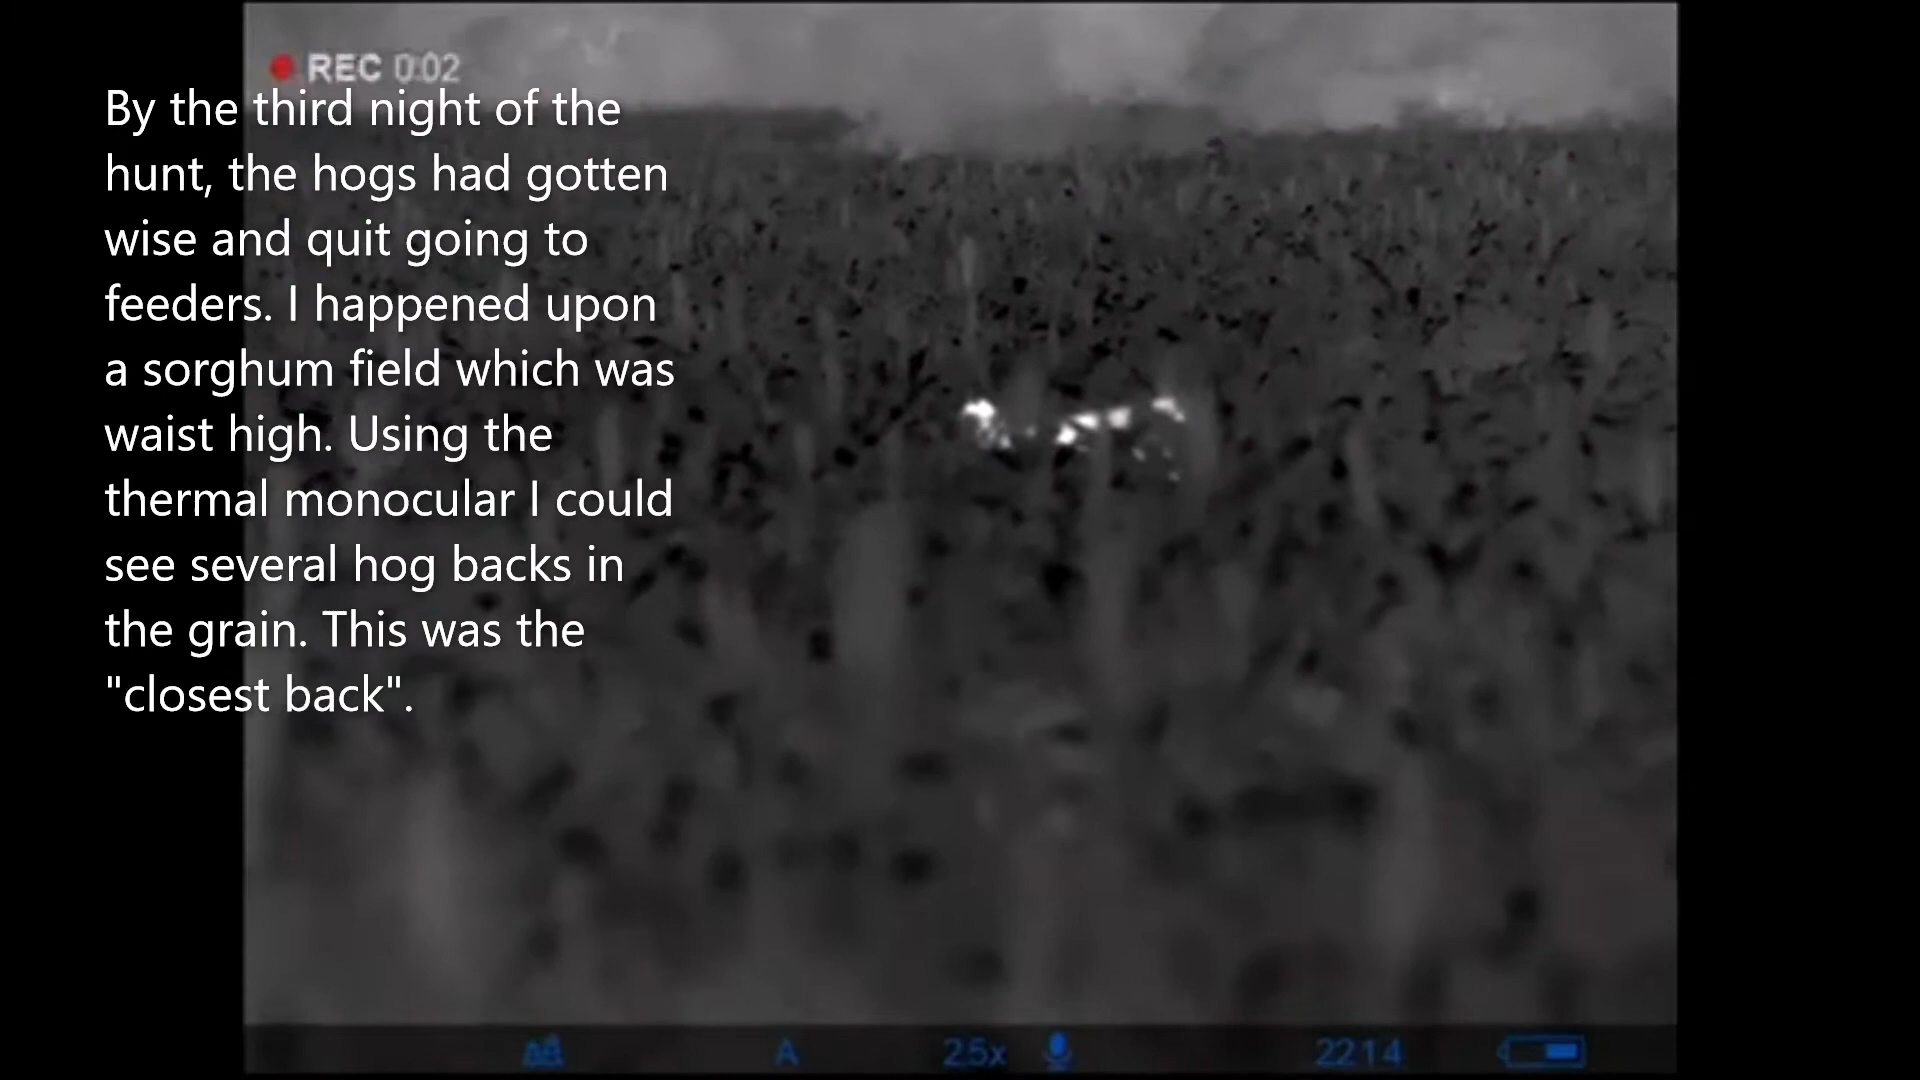 REC 0:02
By the third night of the
hunt, the hogs had gotten
wise and quit going to
feeders. I happened upon
a sorghum field which was
waist high. Using the
thermal monocular I could
see several hog backs in
the grain. This was the
"closest back".
A 2.5x 22:14